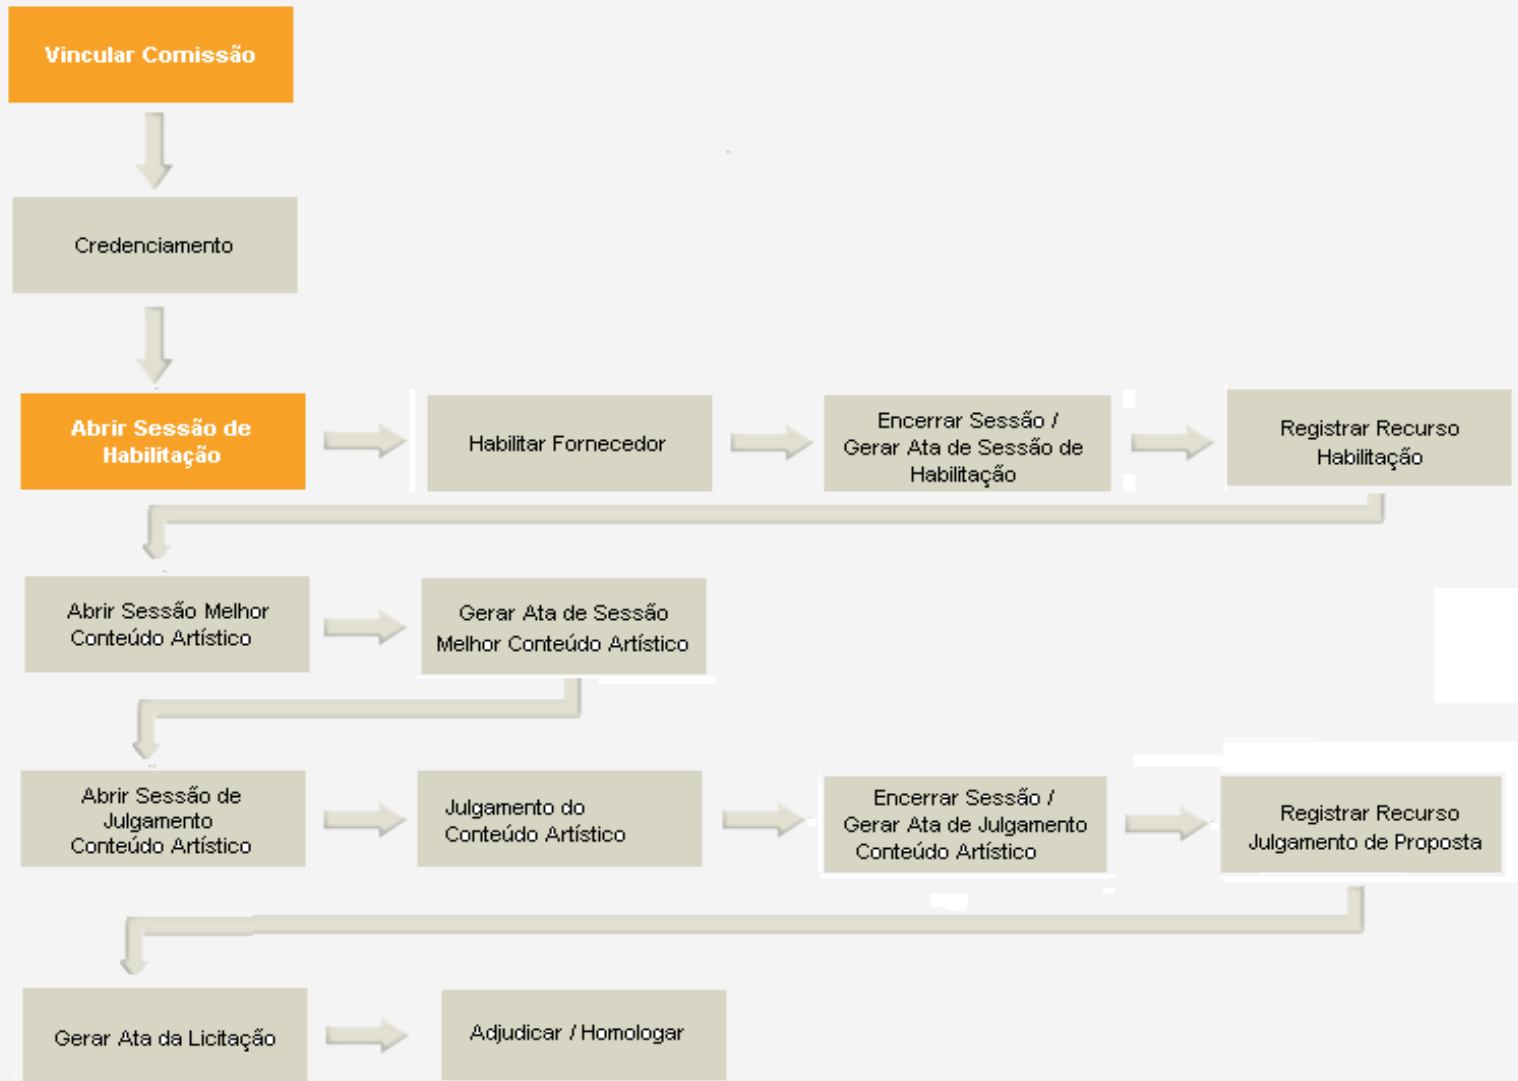 Vincular Comissão
Credenciamento
Abrir Sessão de
Habilitação
Habilitar Fornecedor
Encerrar Sessão /
Gerar Ata de Sessão de
Habilitação
Registrar Recurso
Habilitação
Abrir Sessão Melhor
Conteúdo Artístico
Gerar Ata de Sessão
Melhor Conteúdo Artístico
Abrir Sessão de
Julgamento
Conteúdo Artístico
Julgamento do
Conteúdo Artístico
Encerrar Sessão /
Gerar Ata de Julgamento
Conteúdo Artístico
Registrar Recurso
Julgamento de Proposta
Gerar Ata da Licitação
Adjudicar / Homologar